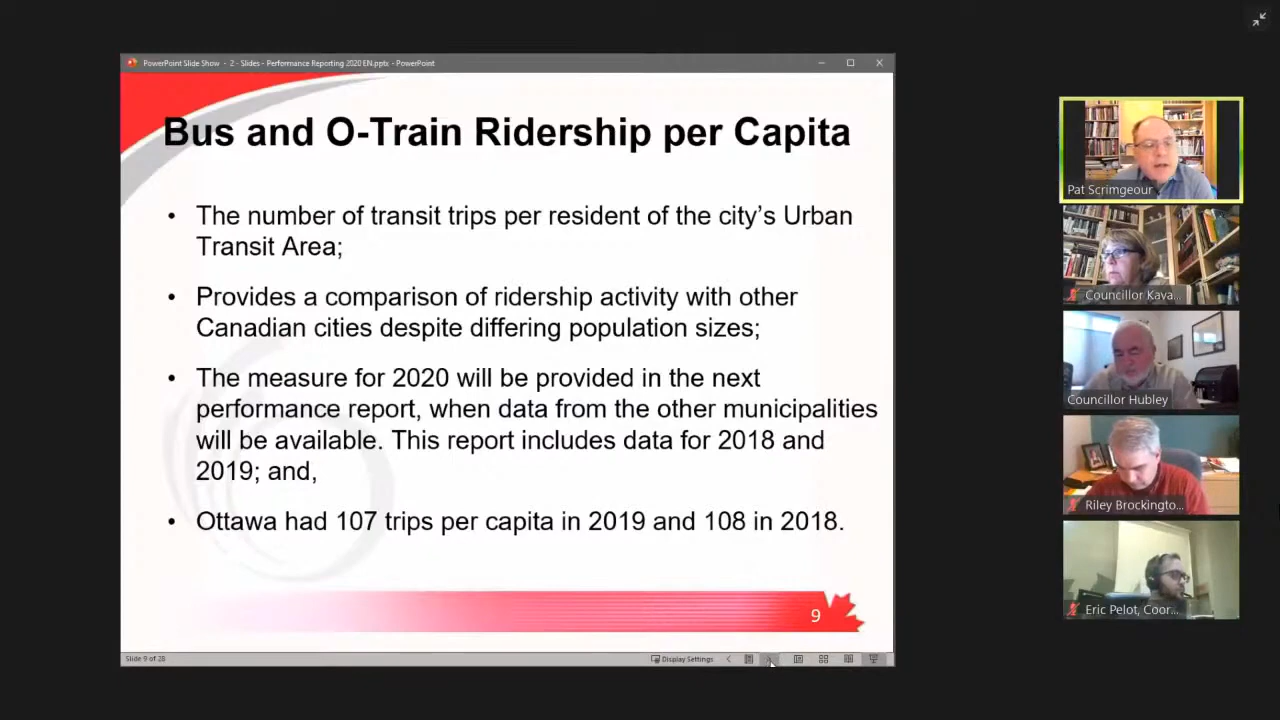 PowerPoint Slide Show - 2 - Slides - Performance Reporting 2020 EN.pptx - PowerPoint
Bus and O-Train Ridership per Capita
• The number of transit trips per resident of the city's Urban
Transit Area;
• Provides a comparison of ridership activity with other
Canadian cities despite differing population sizes;
• The measure for 2020 will be provided in the next
performance report, when data from the other municipalities
will be available. This report includes data for 2018 and
2019; and,
• Ottawa had 107 trips per capita in 2019 and 108 in 2018.
9
Slide 9 of 28
Display Settings
Pat Scrimgeour
Councillor Kava...
Councillor Hubley
Riley Brockingto...
Eric Pelot, Coor...